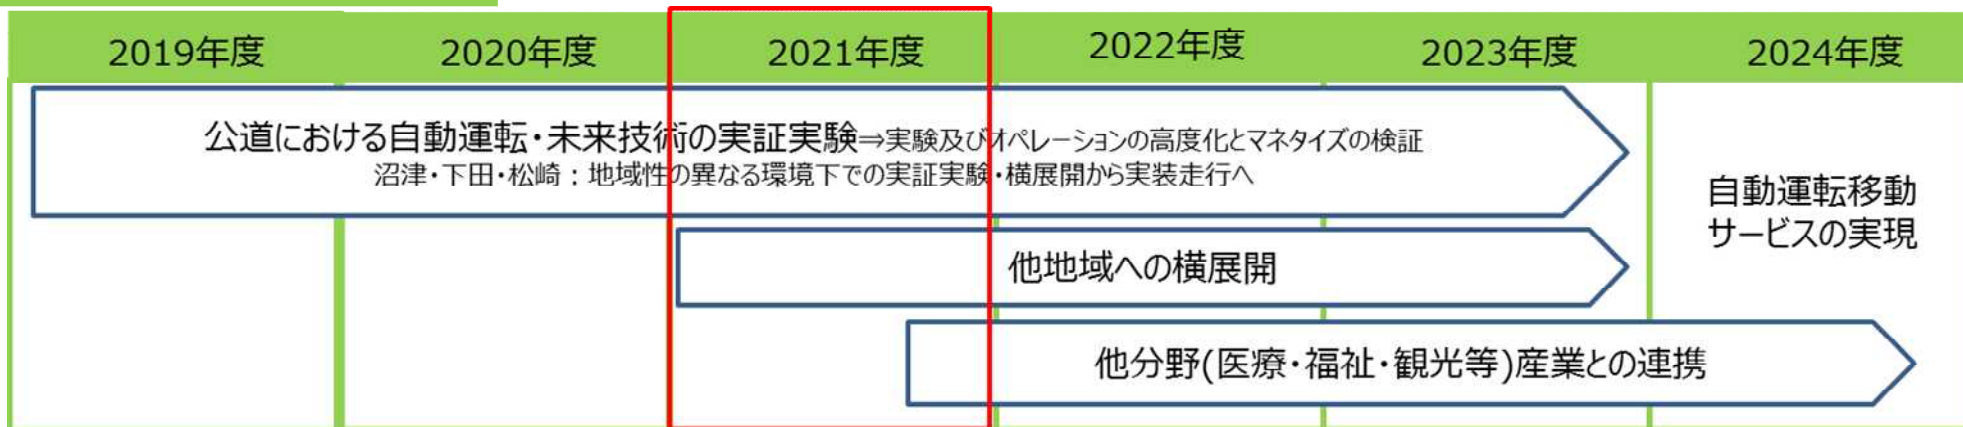 2019年度
2020年度
2021年度
2022年度
2023年度
2024年度
公道における自動運転・未来技術の実証実験⇒実験及びオペレーションの高度化とマネタイズの検証
沼津・下田・松崎：地域性の異なる環境下での実証実験・横展開から実装走行へ
自動運転移動
サービスの実現
他地域への横展開
他分野(医療・福祉・観光等)産業との連携